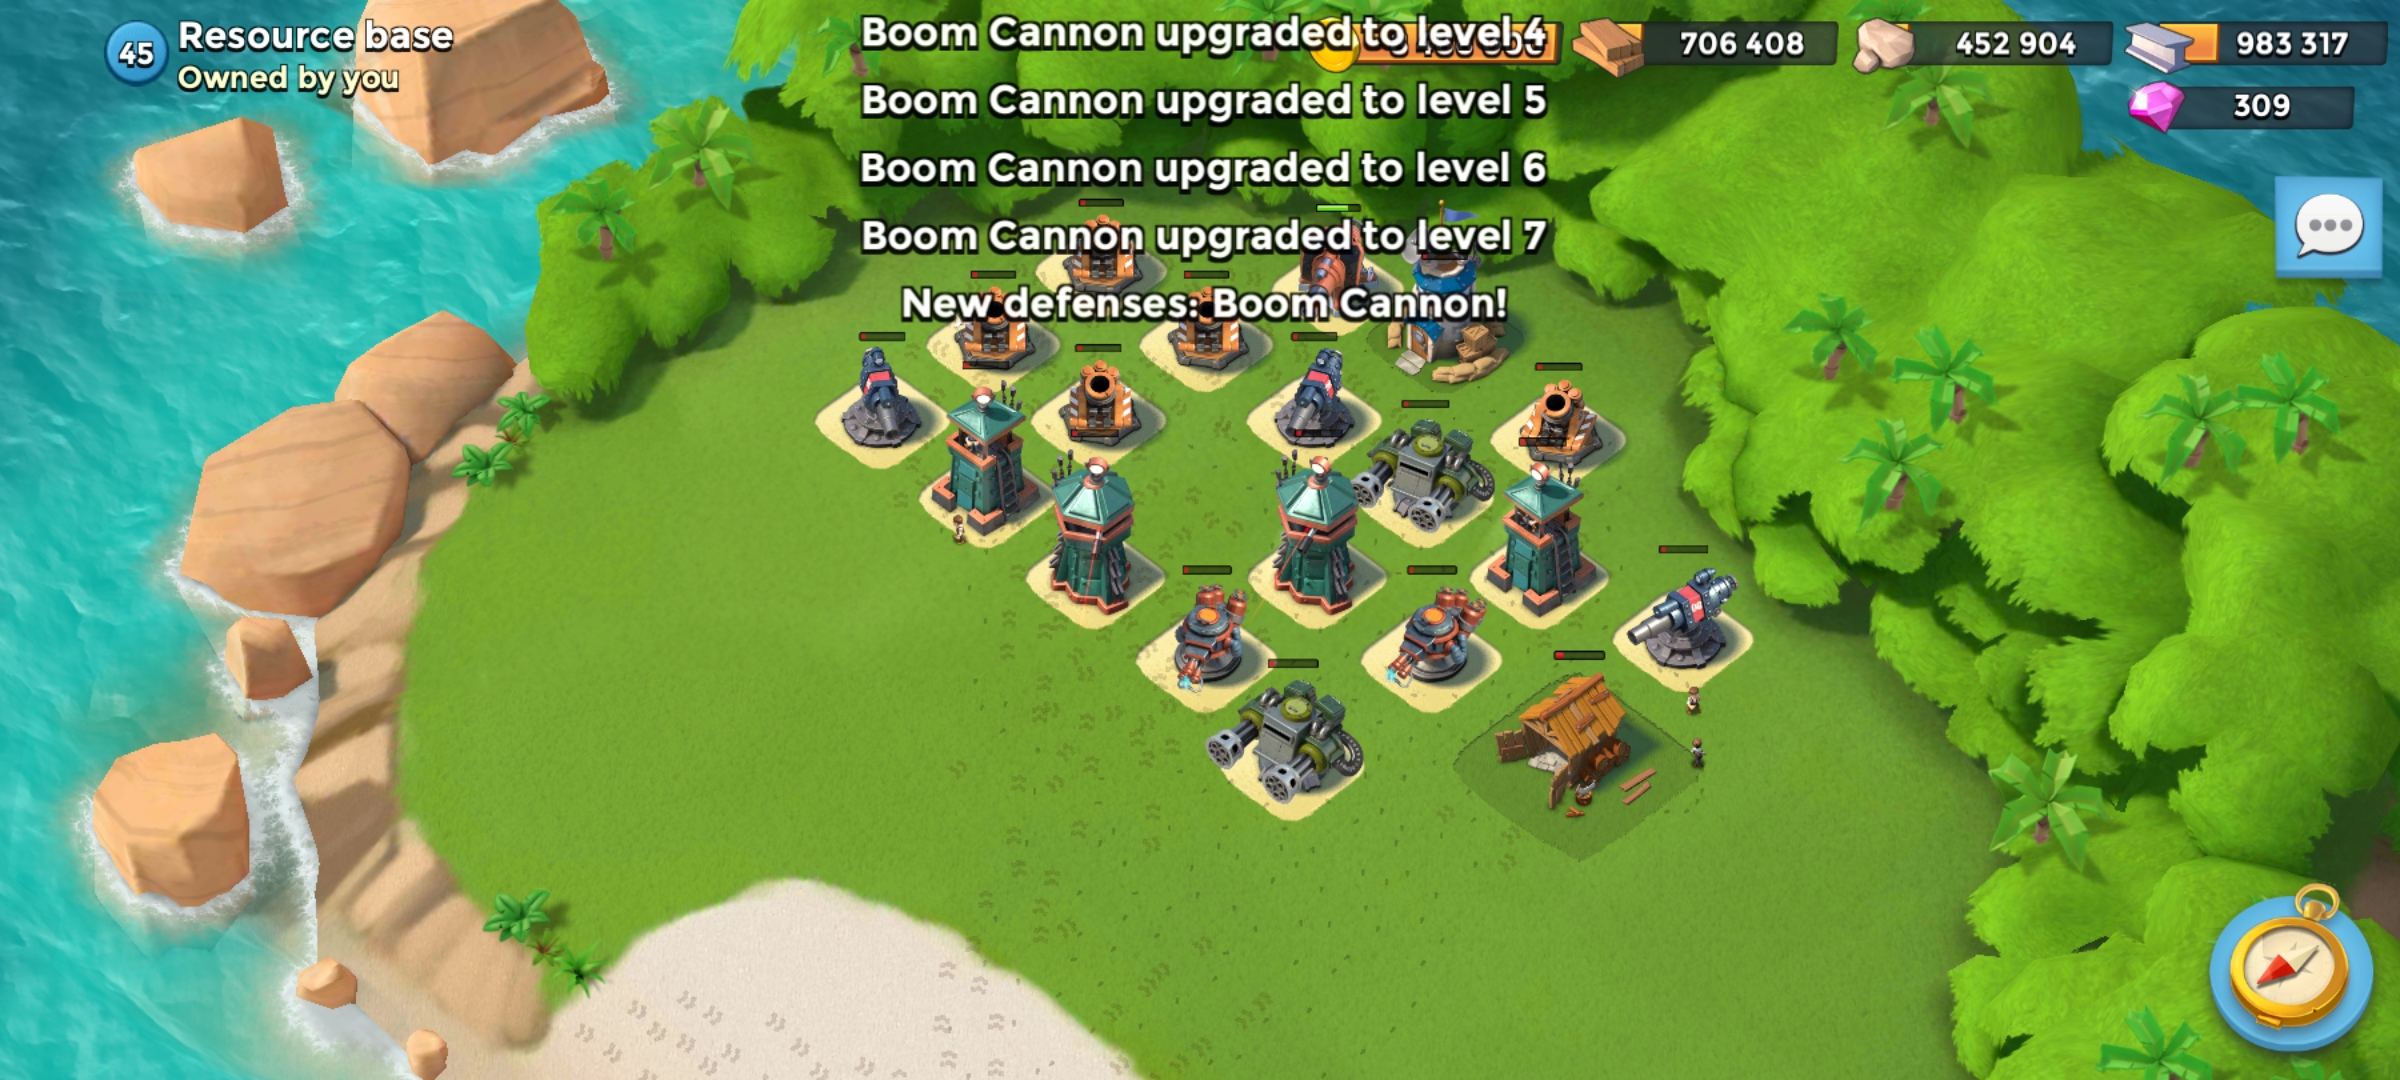 45
Resource base
Owned by you
Boom Cannon upgraded to level 4
Boom Cannon upgraded to level 5
Boom Cannon upgraded to level 6
Boom Cannon upgraded to level 7
New defenses: Boom Cannon!
706 408
452 904
983 317
309